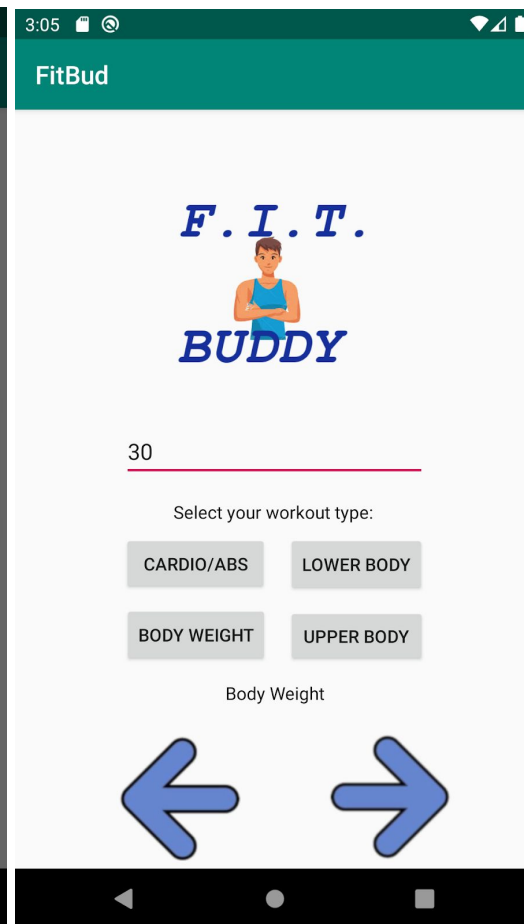 3:05
FitBud
F.I.T.
BUDDY
30
Select your workout type:
CARDIO/ABS LOWER BODY
BODY WEIGHT UPPER BODY
Body Weight